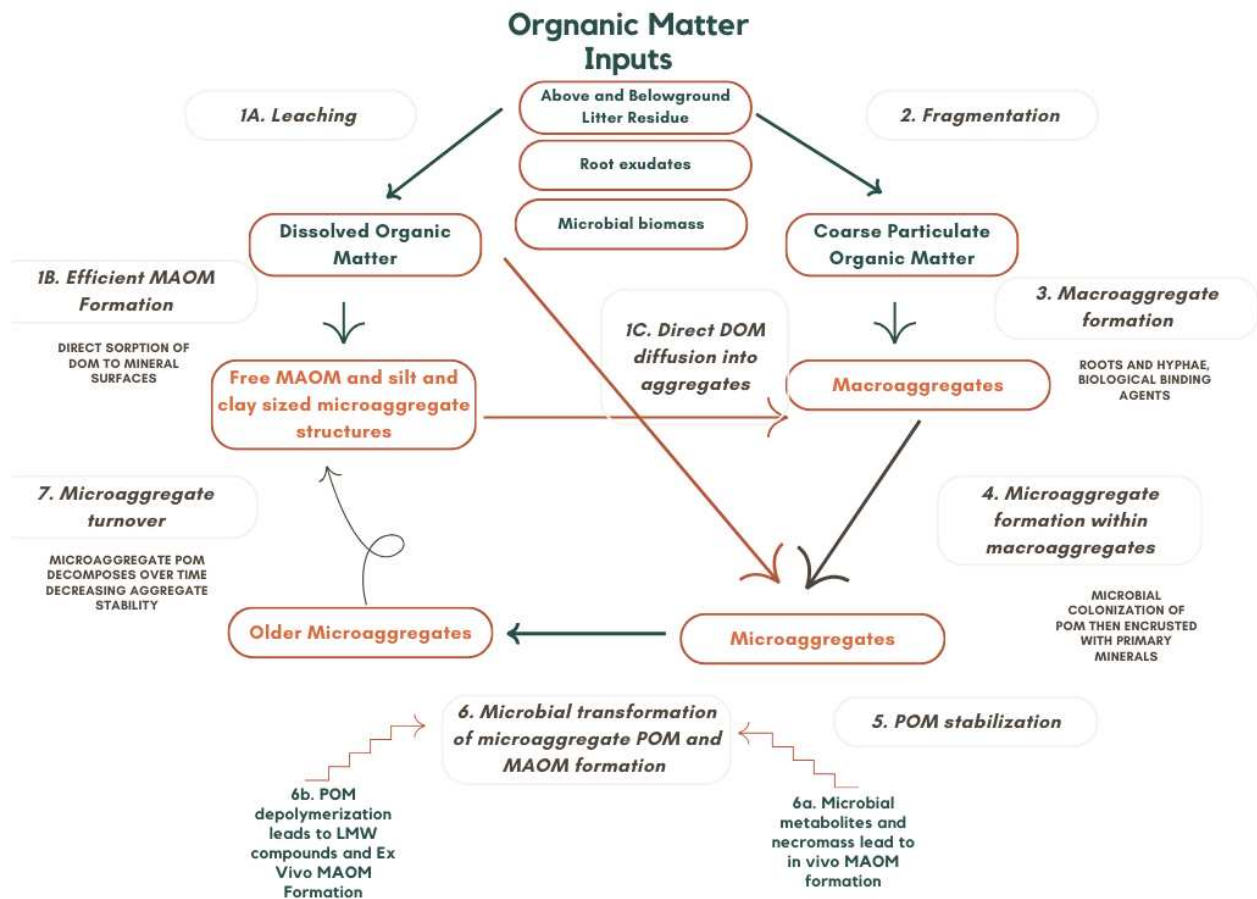 Orgnanic Matter
Inputs
1A. Leaching
Above and Belowground
Litter Residue
2. Fragmentation
Root exudates
Microbial biomass
Dissolved Organic
Matter
Coarse Particulate
Organic Matter
1B. Efficient MAOM
Formation
DIRECT SORPTION OF
DOM TO MINERAL
SURFACES
1C. Direct DOM
diffusion into
aggregates
3. Macroaggregate
formation
ROOTS AND HYPHAE,
BIOLOGICAL BINDING
AGENTS
Free MAOM and silt and
clay sized microaggregate
structures
Macroaggregates
7. Microaggregate
turnover
MICROAGGREGATE POM
DECOMPOSES OVER TIME
DECREASING AGGREGATE
STABILITY
4. Microaggregate
formation within
macroaggregates
MICROBIAL
COLONIZATION OF
POM THEN ENCRUSTED
WITH PRIMARY
MINERALS
Older Microaggregates
Microaggregates
6. Microbial transformation
of microaggregate POM and
MAOM formation
5. POM stabilization
6b. POM
depolymerization
leads to LMW
compounds and Ex
Vivo MAOM
Formation
6a. Microbial
metabolites and
necromass lead to
in vivo MAOM
formation